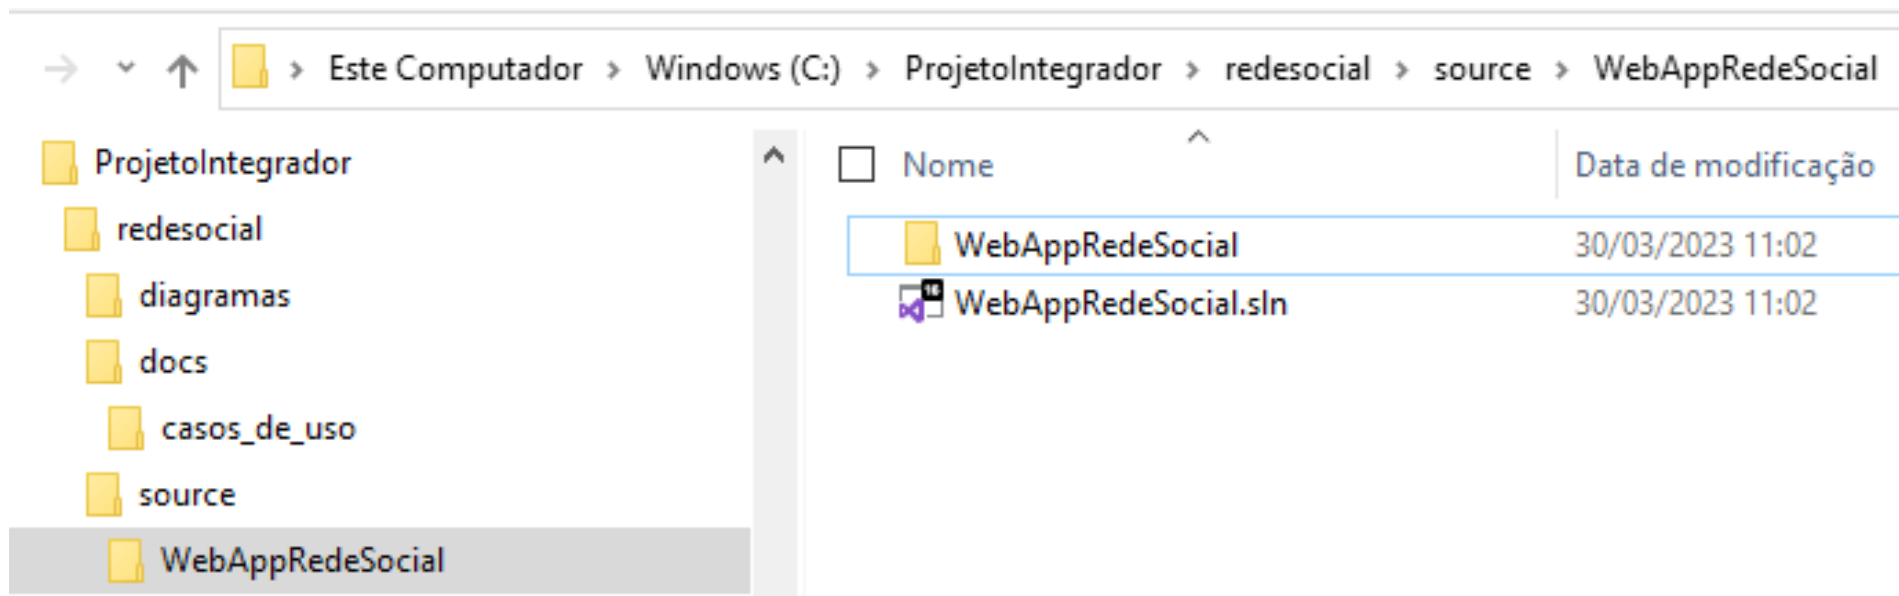 Este Computador > Windows (C:) > ProjetoIntegrador > redesocial > source > WebAppRedeSocial
ProjetoIntegrador
redesocial
diagramas
docs
casos_de_uso
source
WebAppRedeSocial
Nome Data de modificação
WebAppRedeSocial 30/03/2023 11:02
16
WebAppRedeSocial.sln 30/03/2023 11:02